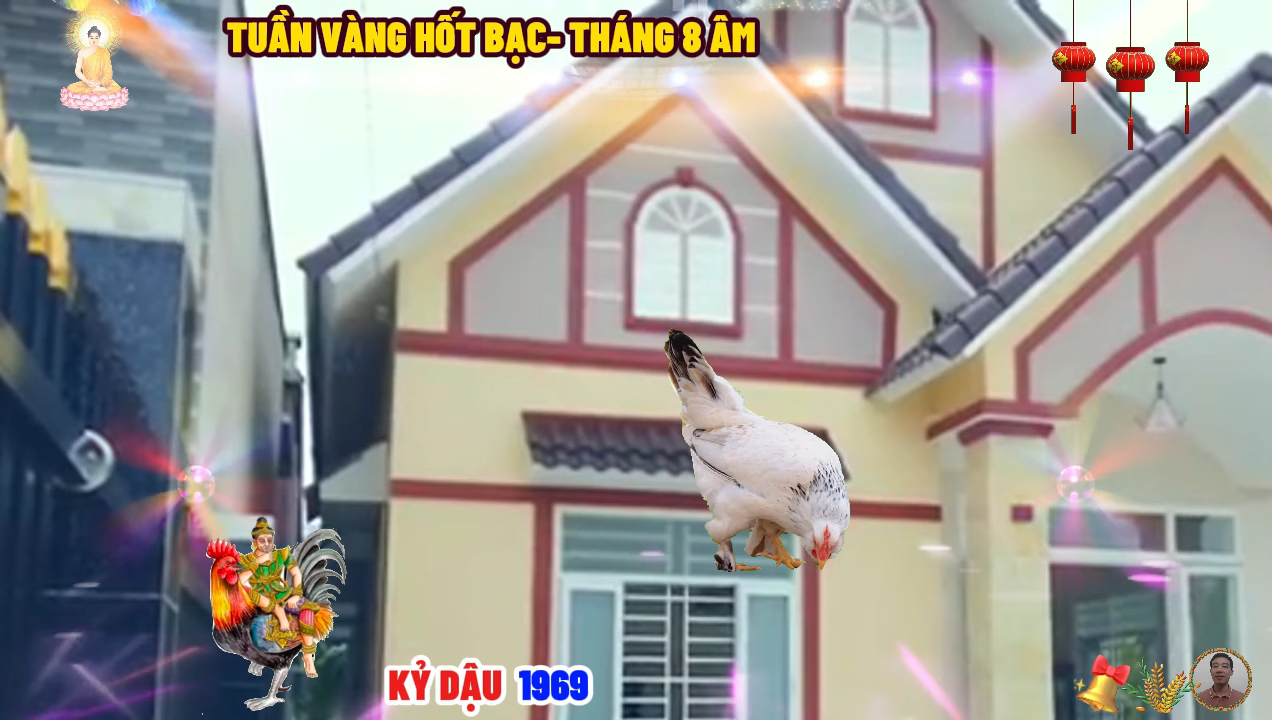 TUẦN VÀNG HỐT BẠC- THÁNG 8 ÂM
KỶ DẬU 1969